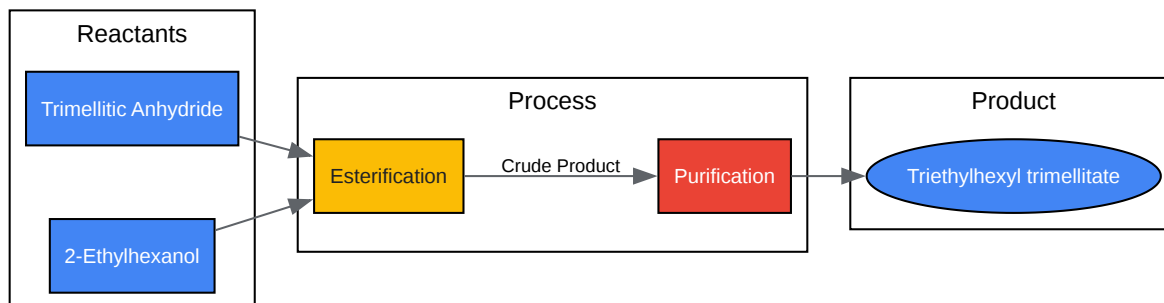 Reactants
Trimellitic Anhydride
2-Ethylhexanol
Process
Esterification
Crude Product
Purification
Product
Triethylhexyl trimellitate